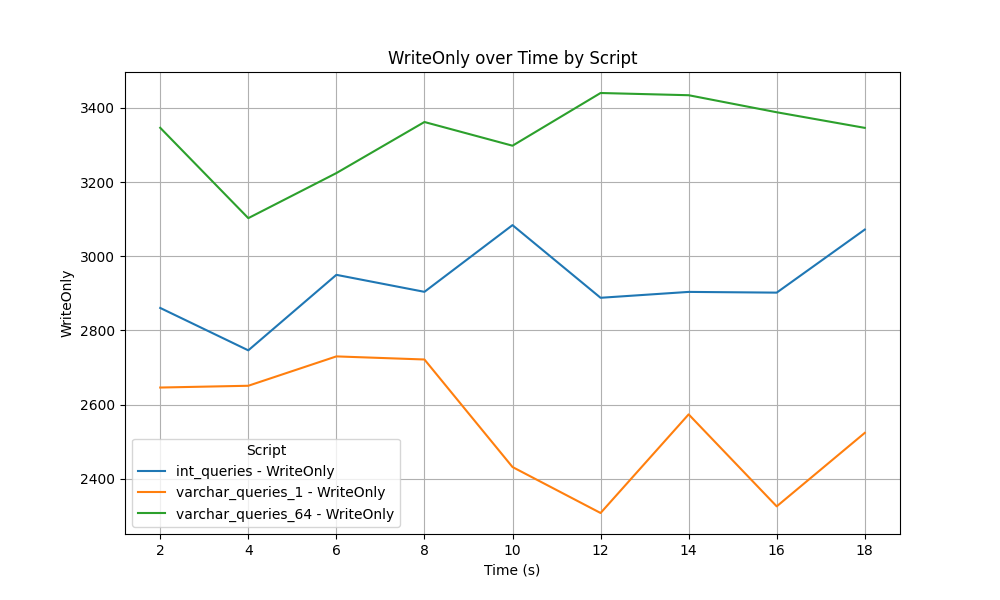 WriteOnly over Time by Script
WriteOnly
3400
3200
3000
2800
2600
2400
Script
int_queries - WriteOnly
varchar_queries_1 - WriteOnly
varchar_queries_64 - WriteOnly
2 4 6 8 10 12 14 16 18
Time (s)